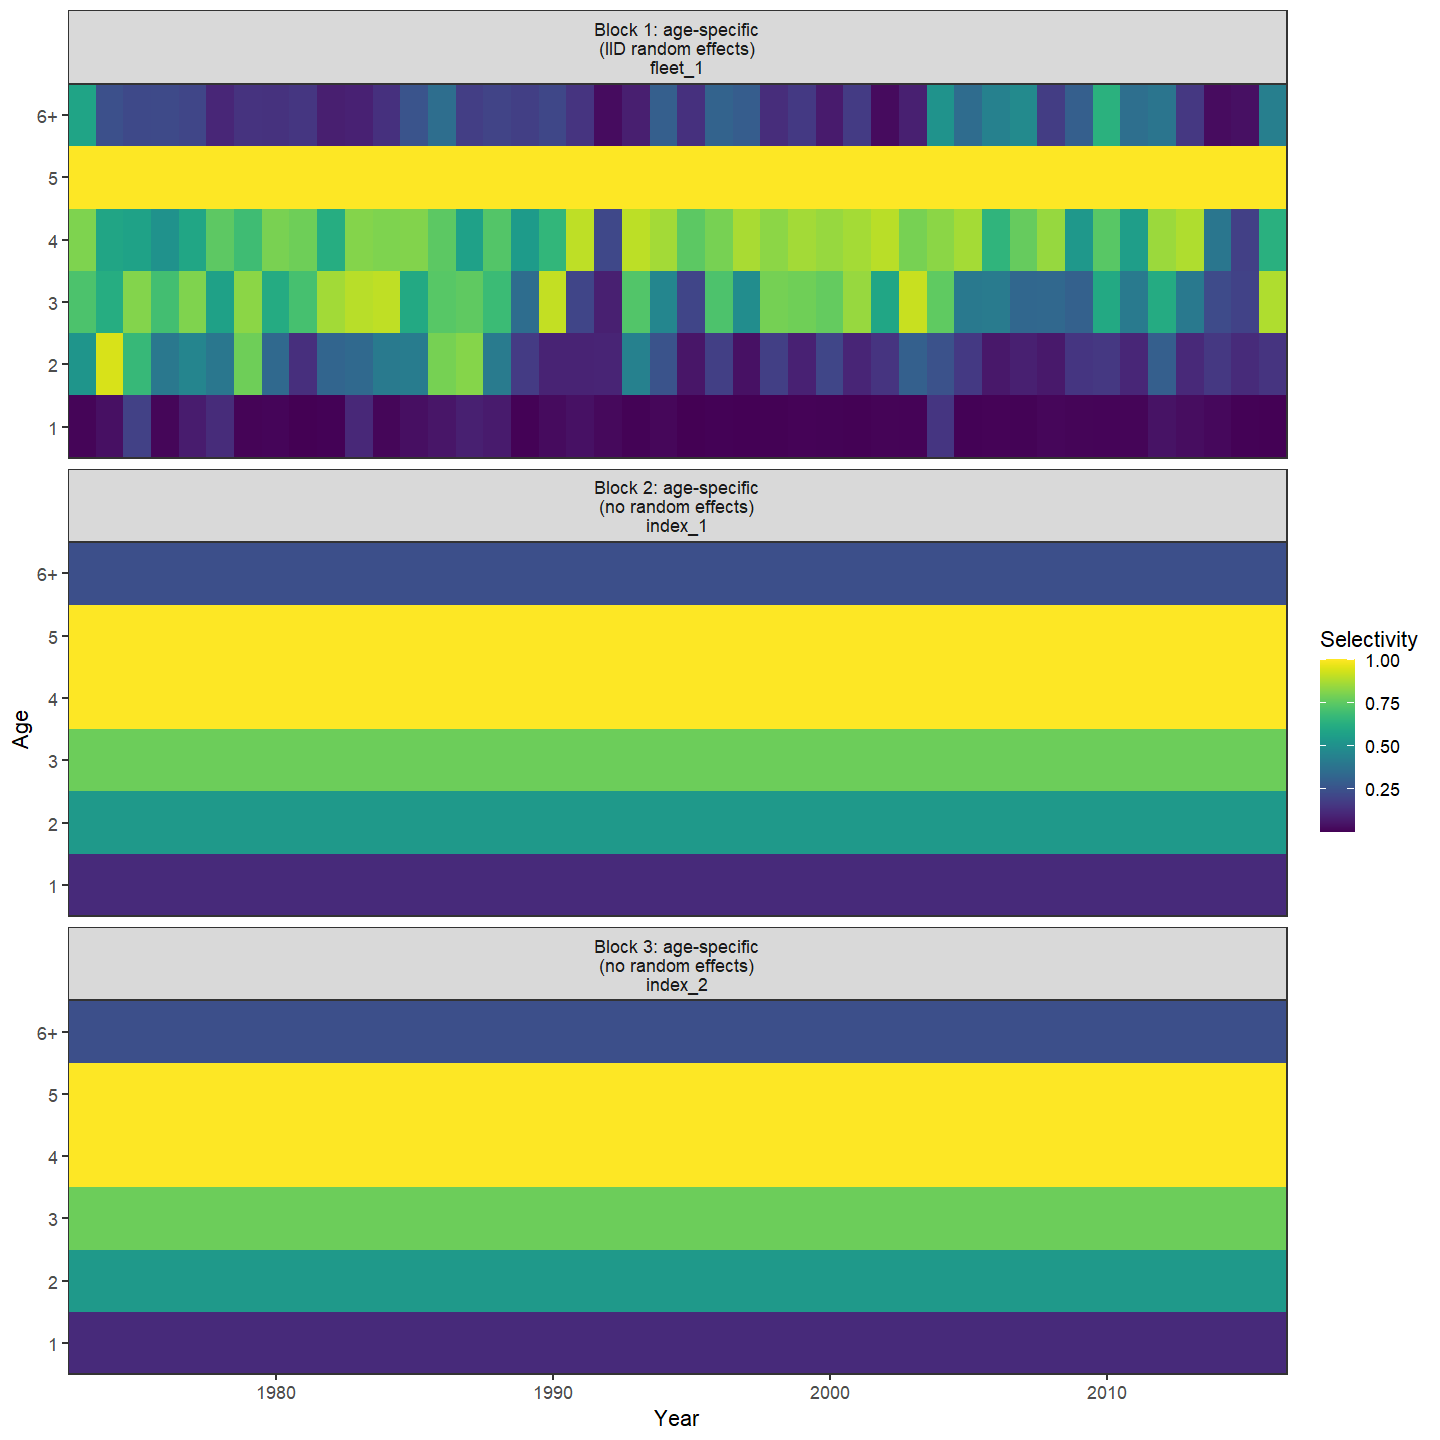 Block 1: age-specific
(IID random effects)
fleet_1
6+
5
4
3
2
1
Block 2: age-specific
(no random effects)
index_1
6+
5
4
3
2
1
Block 3: age-specific
(no random effects)
index_2
6+
5
4
3
2
1
1980
1990
2000
2010
Year
Age
Selectivity
1.00
0.75
0.50
0.25